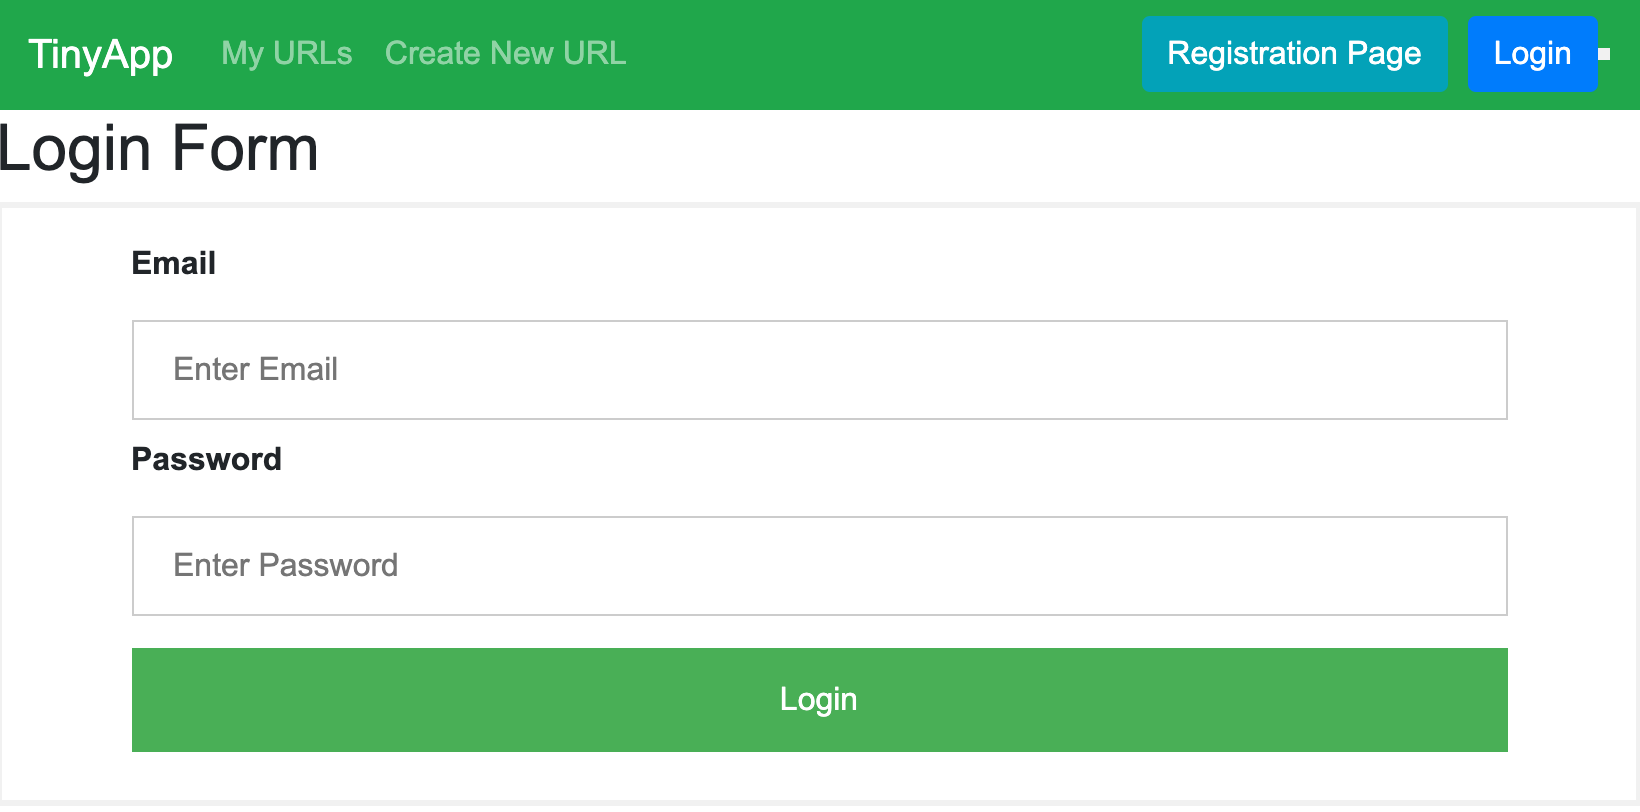 TinyApp My URLs Create New URL Registration Page Login
Login Form
Email
Enter Email
Password
Enter Password
Login